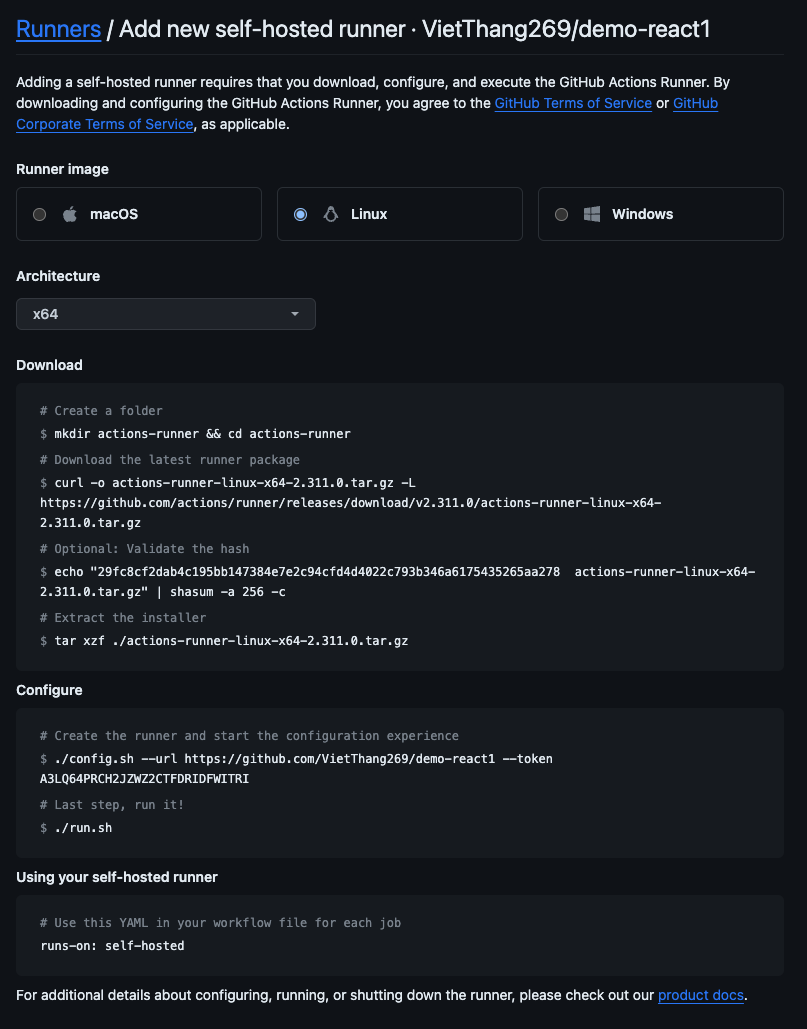 Runners / Add new self-hosted runner · VietThang269/demo-react1
Adding a self-hosted runner requires that you download, configure, and execute the GitHub Actions Runner. By
downloading and configuring the GitHub Actions Runner, you agree to the GitHub Terms of Service or GitHub
Corporate Terms of Service, as applicable.
Runner image
macOS
Linux
Windows
Architecture
x64
Download
# Create a folder
$ mkdir actions-runner && cd actions-runner
# Download the latest runner package
$ curl -o actions-runner-linux-x64-2.311.0.tar.gz -L
https://github.com/actions/runner/releases/download/v2.311.0/actions-runner-linux-x64-
2.311.0.tar.gz
# Optional: Validate the hash
$ echo "29fc8cf2dab4c195bb147384e7e2c94cfd4d4022c793b346a6175435265aa278  actions-runner-linux-x64-
2.311.0.tar.gz" | shasum -a 256 -c
# Extract the installer
$ tar xzf ./actions-runner-linux-x64-2.311.0.tar.gz
Configure
# Create the runner and start the configuration experience
$ ./config.sh --url https://github.com/VietThang269/demo-react1 --token
A3LQ64PRCH2JZWZ2CTFDRIDFWITRI
# Last step, run it!
$ ./run.sh
Using your self-hosted runner
# Use this YAML in your workflow file for each job
runs-on: self-hosted
For additional details about configuring, running, or shutting down the runner, please check out our product docs.